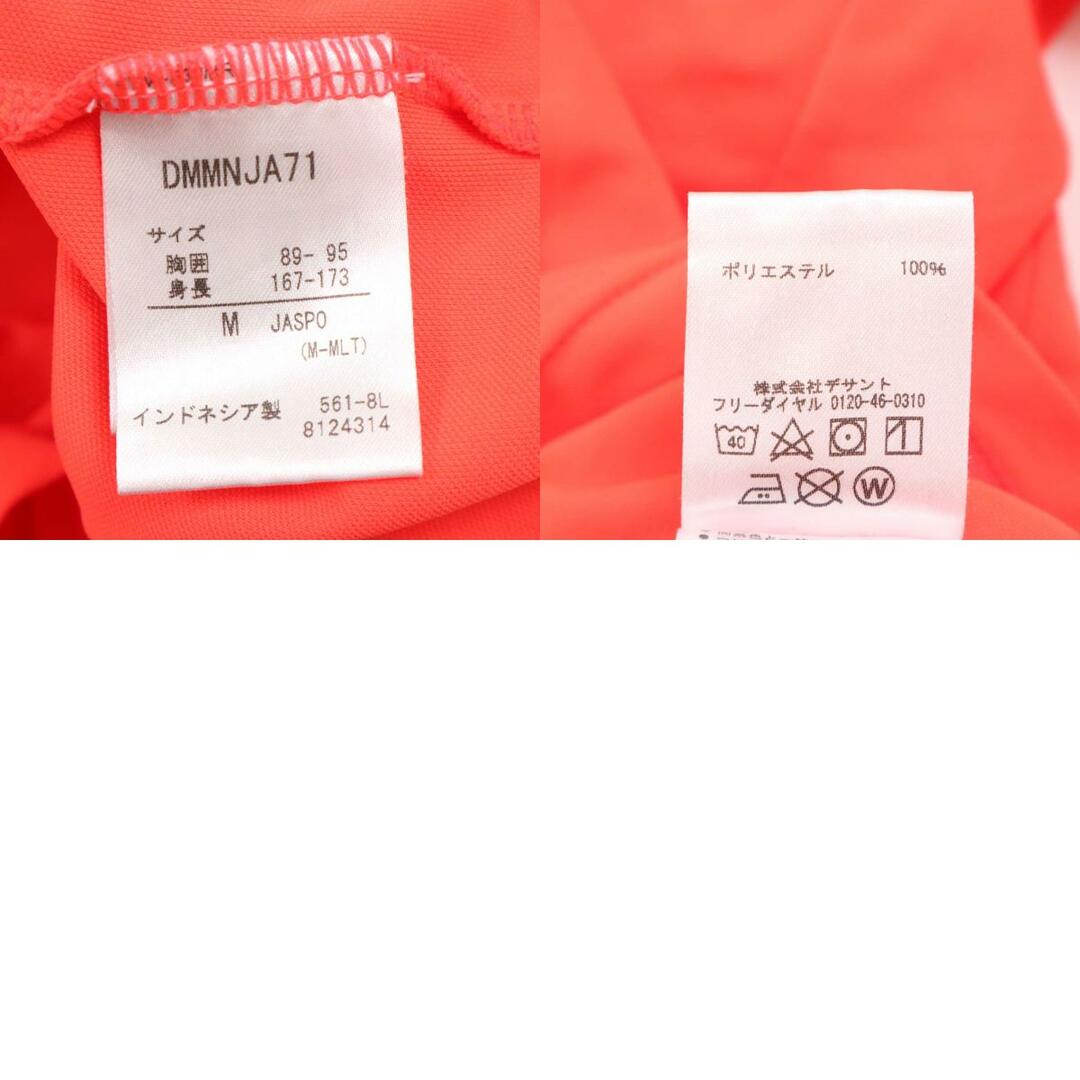 DMMNJA71
サイズ
胸囲 89- 95
身長 167-173
M JASPO
(M-MLT)
インドネシア製 561-8L
8124314
ポリエステル 100%
株式会社デサント
フリーダイヤル 0120-46-0310
40
W